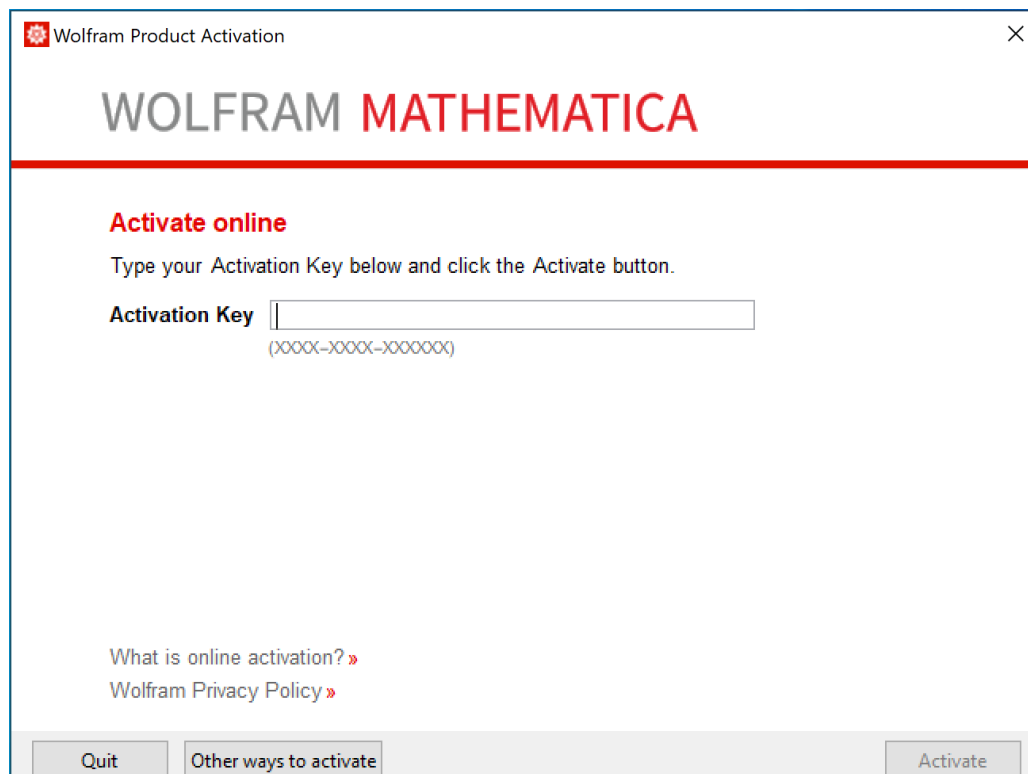 Wolfram Product Activation
WOLFRAM MATHEMATICA
Activate online
Type your Activation Key below and click the Activate button.
Activation Key
(XXXX–XXXX–XXXXXX)
What is online activation? »
Wolfram Privacy Policy »
Quit Other ways to activate Activate